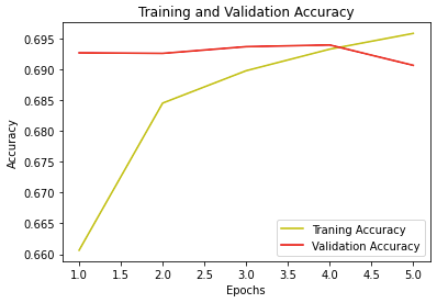 Training and Validation Accuracy
Accuracy
0.695
0.690
0.685
0.680
0.675
0.670
0.665
0.660
Traning Accuracy
Validation Accuracy
1.0 1.5 2.0 2.5 3.0 3.5 4.0 4.5 5.0
Epochs